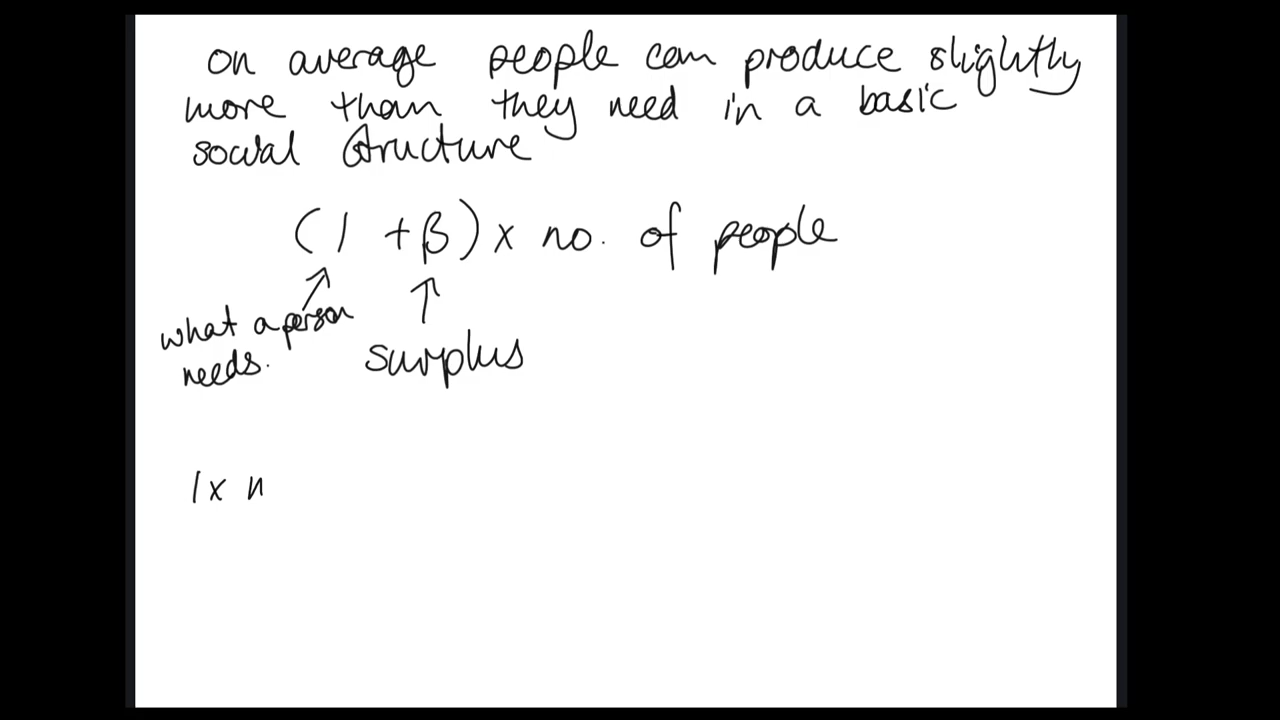 on average people can produce slightly
more than they need in a basic
social structure
(1 + β) x no. of people
what a person
needs.
surplus
1 x n